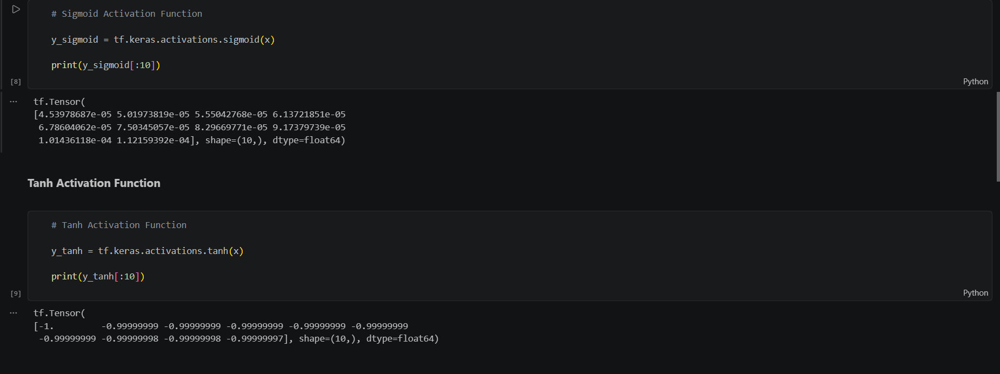 # Sigmoid Activation Function
y_sigmoid = tf.keras.activations.sigmoid(x)
print(y_sigmoid[:10])
[8]
Python
...
tf.Tensor(
[4.53978687e-05 5.01973819e-05 5.55042768e-05 6.13721851e-05
 6.78604062e-05 7.50345057e-05 8.29669771e-05 9.17379739e-05
 1.01436118e-04 1.12159392e-04], shape=(10,), dtype=float64)
Tanh Activation Function
# Tanh Activation Function
y_tanh = tf.keras.activations.tanh(x)
print(y_tanh[:10])
[9]
Python
...
tf.Tensor(
[-1.         -0.99999999 -0.99999999 -0.99999999 -0.99999999 -0.99999999
 -0.99999999 -0.99999998 -0.99999998 -0.99999997], shape=(10,), dtype=float64)